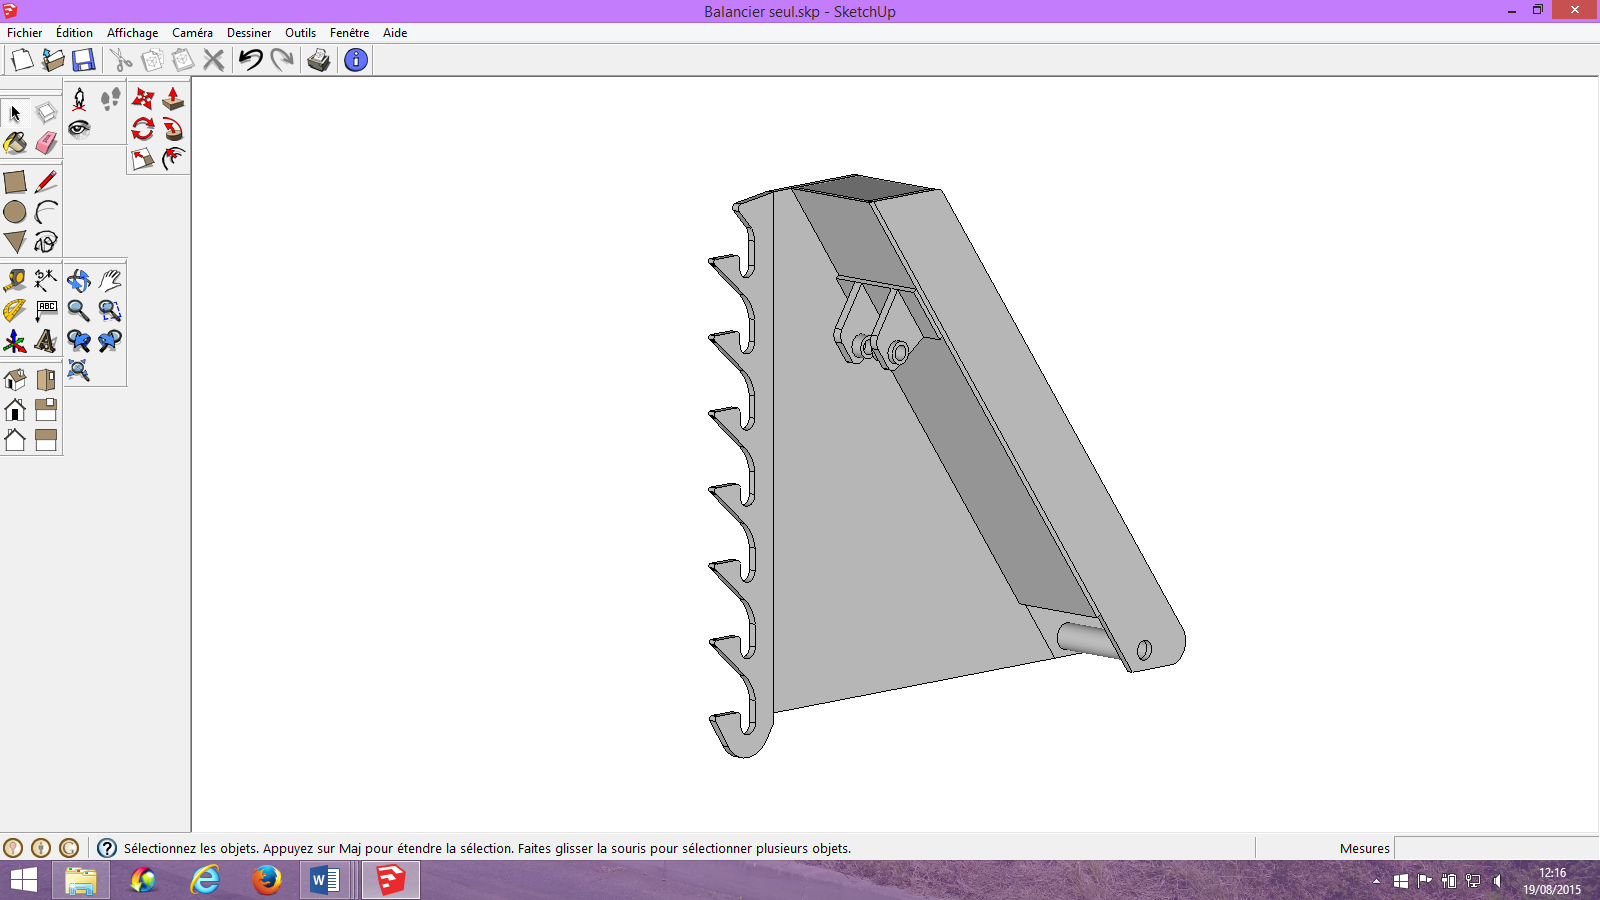 Balancier seul.skp - SketchUp
Fichier Édition Affichage Caméra Dessiner Outils Fenêtre Aide
ABC
Sélectionnez les objets. Appuyez sur Maj pour étendre la sélection. Faites glisser la souris pour sélectionner plusieurs objets.
Mesures
12:16
19/08/2015